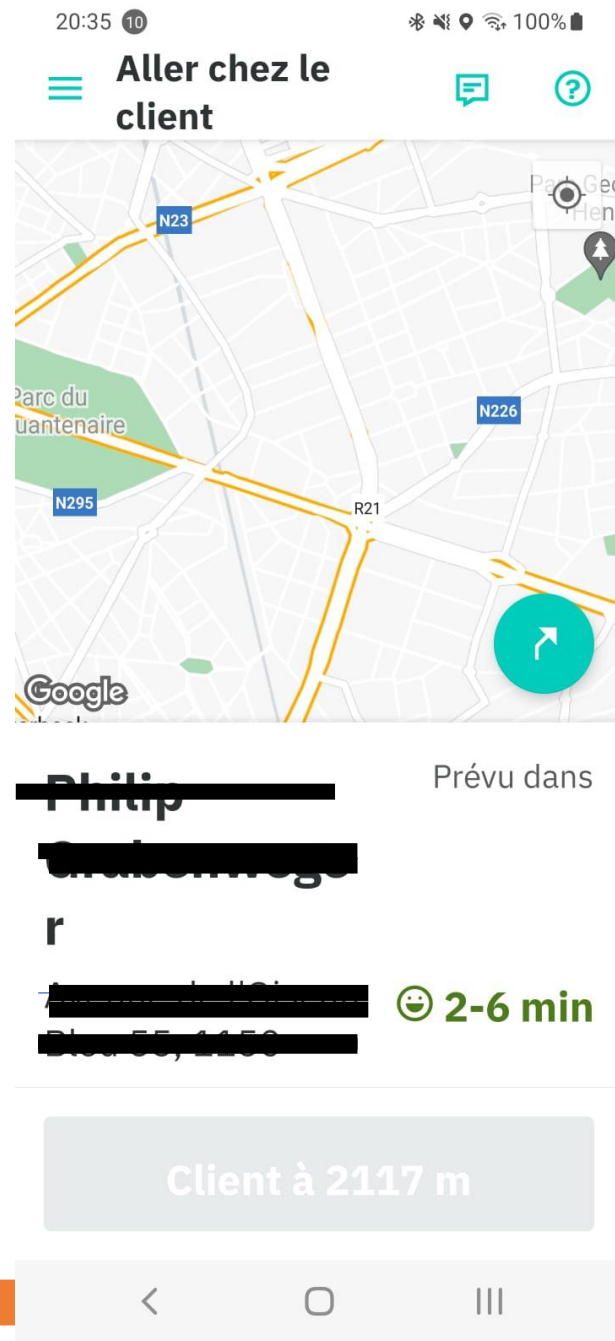 20:35 10 100%
Aller chez le
client
N23
Parc du
uantenaire
N226
N295
R21
Google
Prévu dans
r
2-6 min
Client à 2117 m